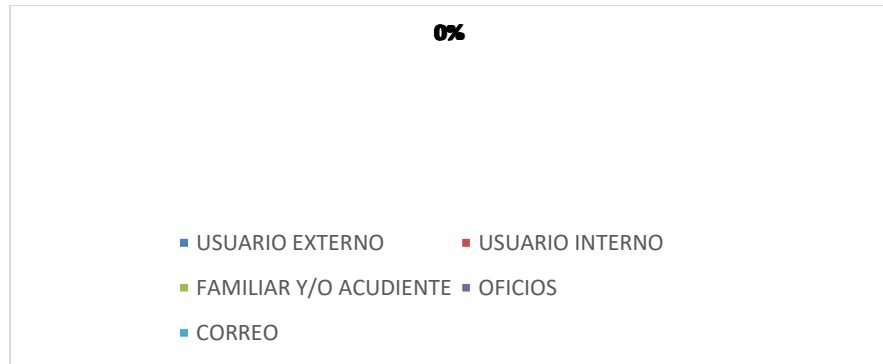 0%
USUARIO EXTERNO USUARIO INTERNO
FAMILIAR Y/O ACUDIENTE OFICIOS
CORREO